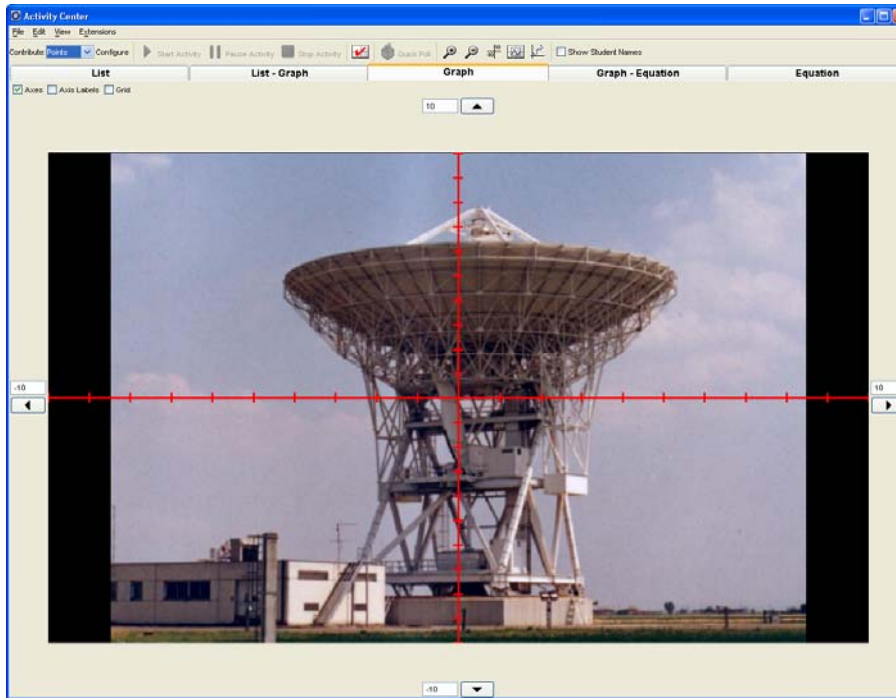 Activity Center
File Edit View Extensions
Contribute Points Configure Start Activity Pause Activity Stop Activity Quick Poll Show Student Names
List List - Graph Graph Graph - Equation Equation
Axes Axis Labels Grid
10
-10 10
-10